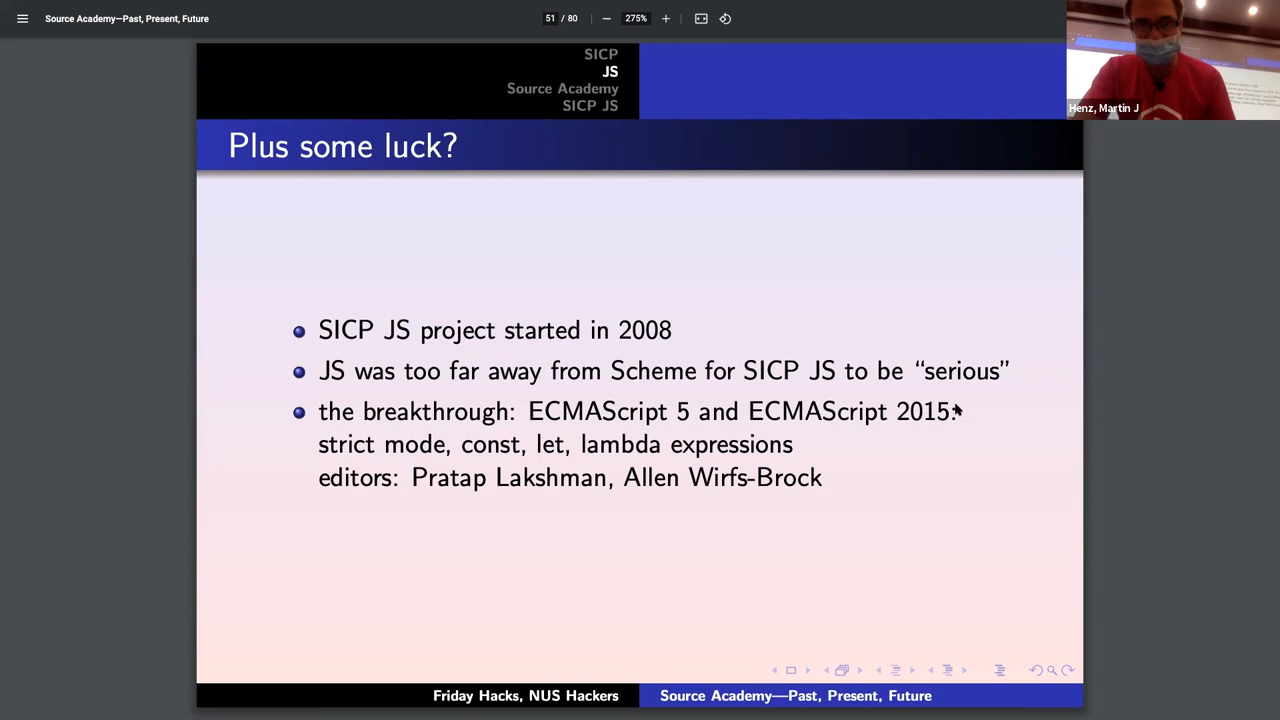 Source Academy—Past, Present, Future
51 / 80
275%
Henz, Martin J
SICP
JS
Source Academy
SICP JS
Plus some luck?
SICP JS project started in 2008
JS was too far away from Scheme for SICP JS to be “serious”
the breakthrough: ECMAScript 5 and ECMAScript 2015:
strict mode, const, let, lambda expressions
editors: Pratap Lakshman, Allen Wirfs-Brock
Friday Hacks, NUS Hackers
Source Academy—Past, Present, Future